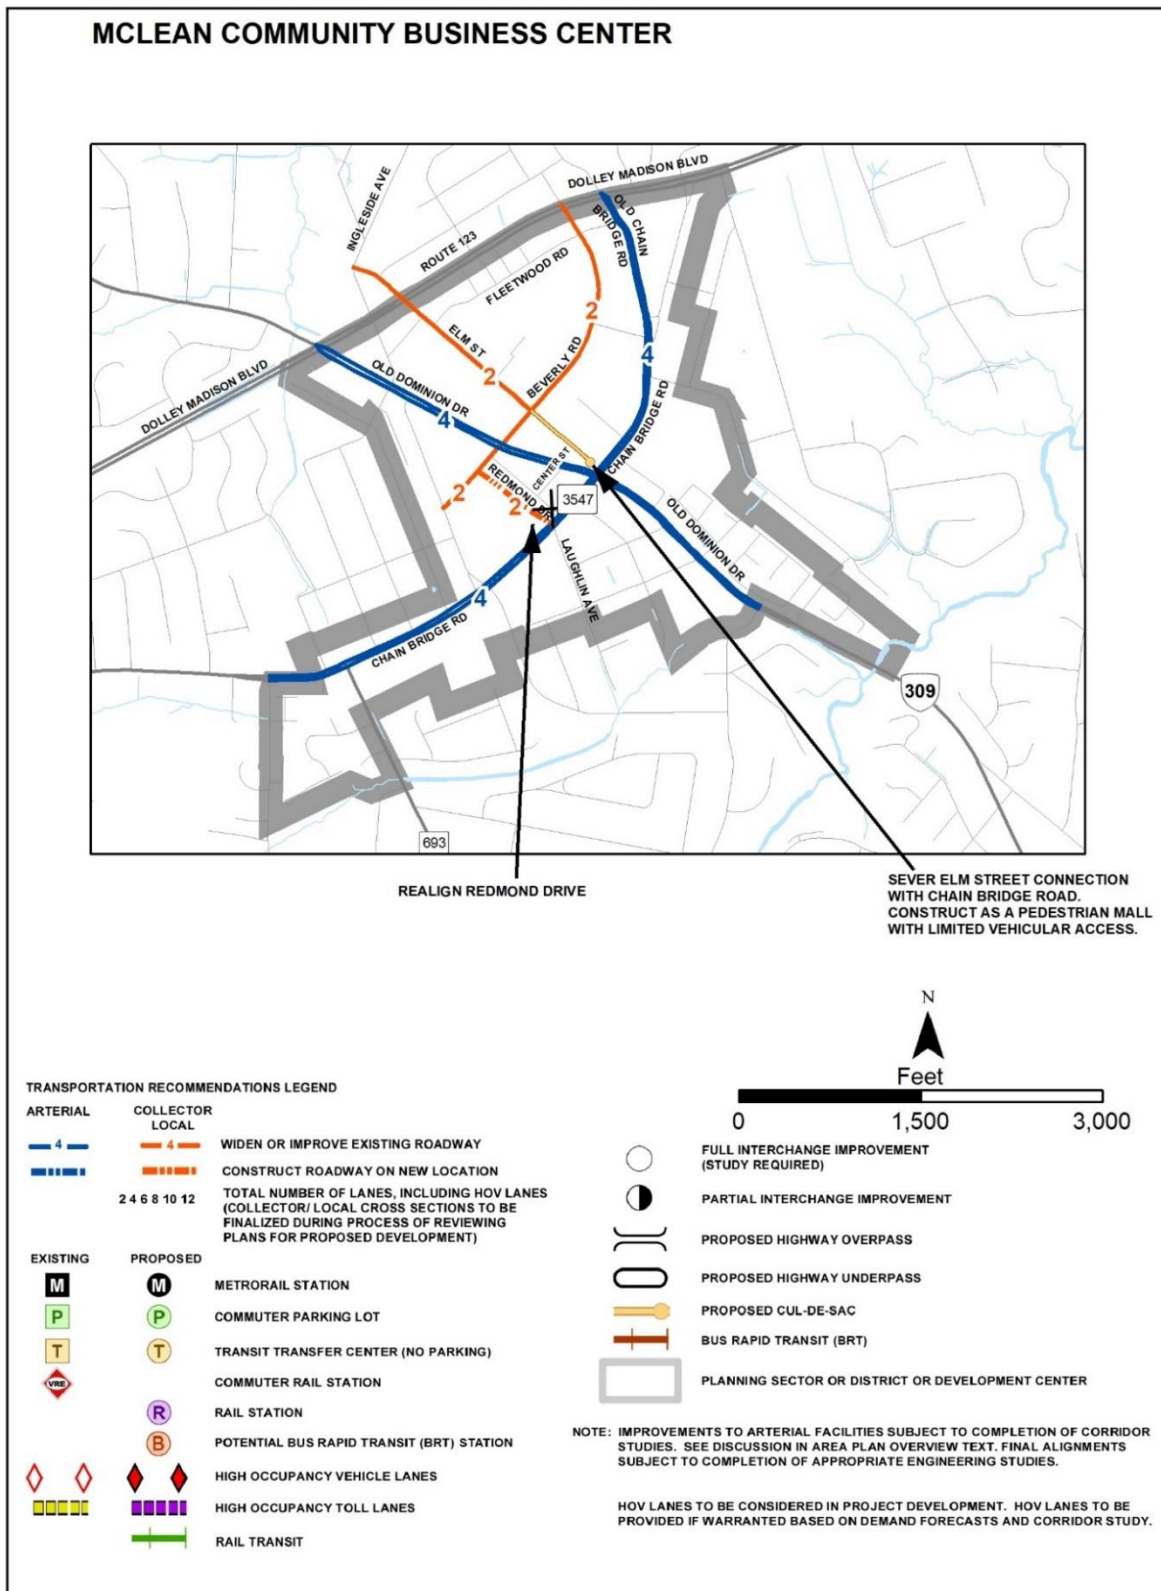 MCLEAN COMMUNITY BUSINESS CENTER
DOLLEY MADISON BLVD
INGLESIDE AVE
OLD CHAIN
BRIDGE RD
ROUTE 123
FLEETWOOD RD
2
ELM ST
BEVERLY RD
4
DOLLEY MADISON BLVD
OLD DOMINION DR
2
4
CHAIN BRIDGE RD
CENTER ST
REDMOND DR
2
2
3547
OLD DOMINION DR
LAUGHLIN AVE
4
CHAIN BRIDGE RD
309
693
REALIGN REDMOND DRIVE
SEVER ELM STREET CONNECTION
WITH CHAIN BRIDGE ROAD.
CONSTRUCT AS A PEDESTRIAN MALL
WITH LIMITED VEHICULAR ACCESS.
N
Feet
0 1,500 3,000
TRANSPORTATION RECOMMENDATIONS LEGEND
ARTERIAL COLLECTOR
LOCAL
4 4 WIDEN OR IMPROVE EXISTING ROADWAY
CONSTRUCT ROADWAY ON NEW LOCATION
2 4 6 8 10 12 TOTAL NUMBER OF LANES, INCLUDING HOV LANES
(COLLECTOR/ LOCAL CROSS SECTIONS TO BE
FINALIZED DURING PROCESS OF REVIEWING
PLANS FOR PROPOSED DEVELOPMENT)
EXISTING PROPOSED
M M METRORAIL STATION
P P COMMUTER PARKING LOT
T T TRANSIT TRANSFER CENTER (NO PARKING)
VRE COMMUTER RAIL STATION
R RAIL STATION
B POTENTIAL BUS RAPID TRANSIT (BRT) STATION
HIGH OCCUPANCY VEHICLE LANES
HIGH OCCUPANCY TOLL LANES
RAIL TRANSIT
FULL INTERCHANGE IMPROVEMENT
(STUDY REQUIRED)
PARTIAL INTERCHANGE IMPROVEMENT
PROPOSED HIGHWAY OVERPASS
PROPOSED HIGHWAY UNDERPASS
PROPOSED CUL-DE-SAC
BUS RAPID TRANSIT (BRT)
PLANNING SECTOR OR DISTRICT OR DEVELOPMENT CENTER
NOTE: IMPROVEMENTS TO ARTERIAL FACILITIES SUBJECT TO COMPLETION OF CORRIDOR
STUDIES. SEE DISCUSSION IN AREA PLAN OVERVIEW TEXT. FINAL ALIGNMENTS
SUBJECT TO COMPLETION OF APPROPRIATE ENGINEERING STUDIES.
HOV LANES TO BE CONSIDERED IN PROJECT DEVELOPMENT. HOV LANES TO BE
PROVIDED IF WARRANTED BASED ON DEMAND FORECASTS AND CORRIDOR STUDY.